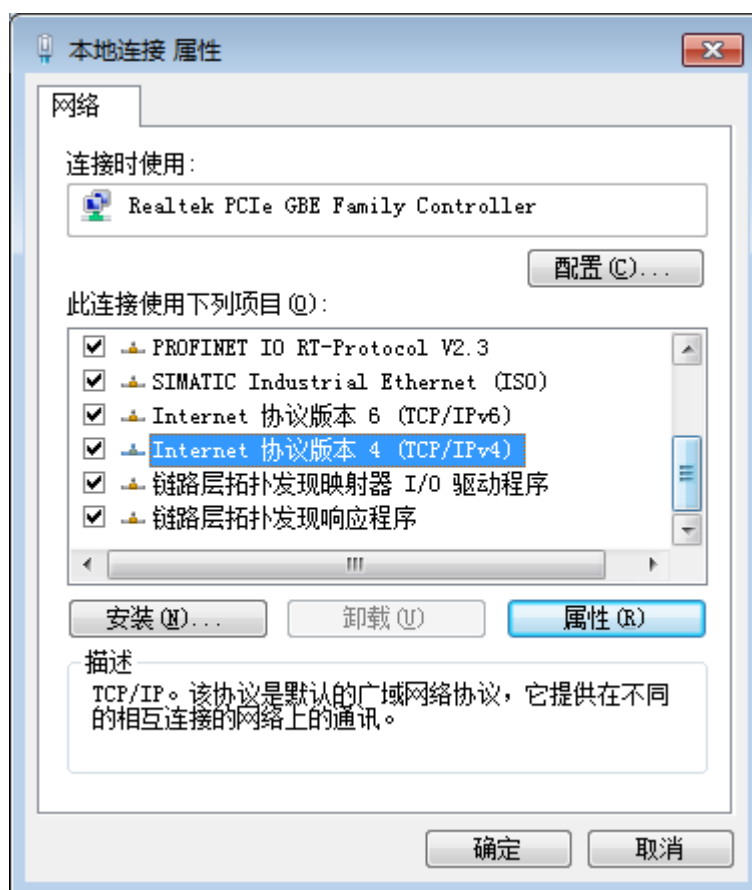 本地连接 属性
网络
连接时使用:
Realtek PCIe GBE Family Controller
配置(C)...
此连接使用下列项目(O):
PROFINET IO RT-Protocol V2.3
SIMATIC Industrial Ethernet (ISO)
Internet 协议版本 6 (TCP/IPv6)
Internet 协议版本 4 (TCP/IPv4)
链路层拓扑发现映射器 I/O 驱动程序
链路层拓扑发现响应程序
安装(N)... 卸载(U) 属性(R)
描述
TCP/IP。该协议是默认的广域网络协议，它提供在不同
的相互连接的网络上的通讯。
确定 取消